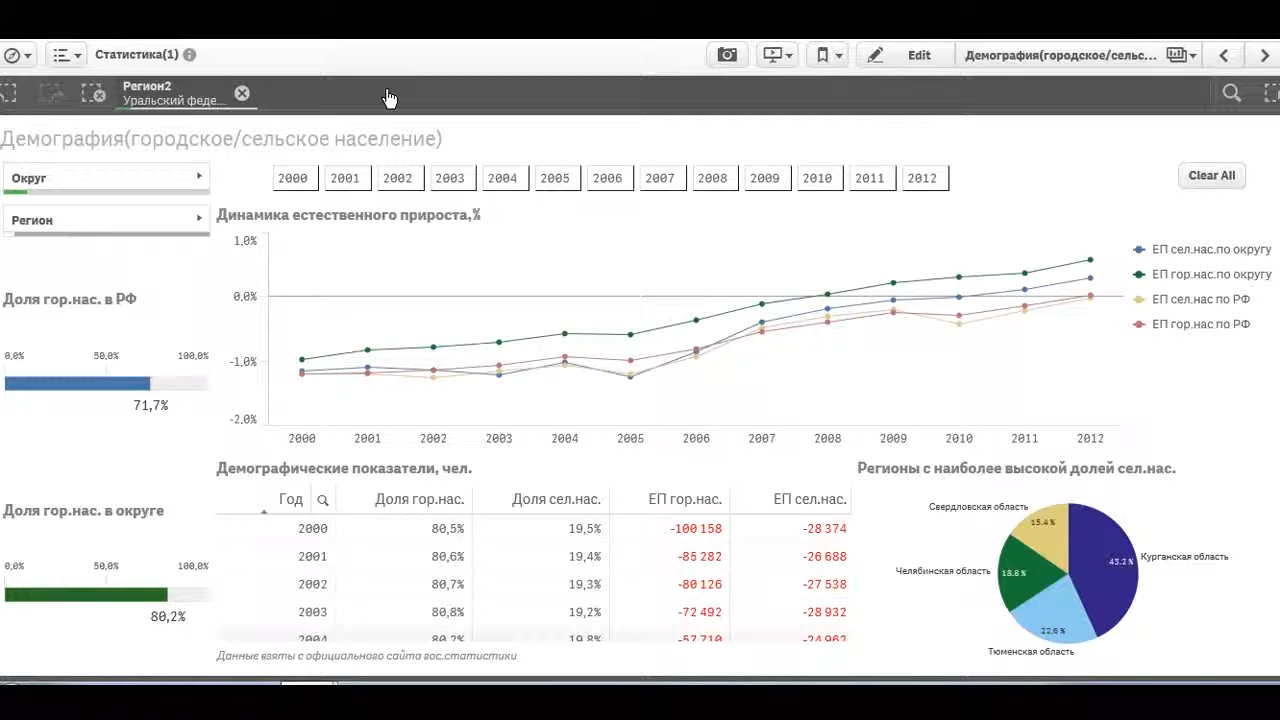 Статистика(1)
Edit
Демография(городское/сельс...
Регион2
Уральский феде...
Демография(городское/сельское население)
Округ
2000 2001 2002 2003 2004 2005 2006 2007 2008 2009 2010 2011 2012
Clear All
Регион
Динамика естественного прироста,%
1,0%
0,0%
-1,0%
-2,0%
2000 2001 2002 2003 2004 2005 2006 2007 2008 2009 2010 2011 2012
ЕП сел.нас.по округу
ЕП гор.нас.по округу
ЕП сел.нас по РФ
ЕП гор.нас по РФ
Доля гор.нас. в РФ
0,0% 50,0% 100,0%
71,7%
Доля гор.нас. в округе
0,0% 50,0% 100,0%
80,2%
Демографические показатели, чел.
Год Доля гор.нас. Доля сел.нас. ЕП гор.нас. ЕП сел.нас.
2000 80,5% 19,5% -100 158 -28 374
2001 80,6% 19,4% -85 282 -26 688
2002 80,7% 19,3% -80 126 -27 538
2003 80,8% 19,2% -72 492 -28 932
2004 80,2% 19,8% -57 710 -24 962
Данные взяты с официального сайта гос.статистики
Регионы с наиболее высокой долей сел.нас.
Свердловская область
15.4 %
Курганская область
43.2 %
Челябинская область
18.8 %
22.6 %
Тюменская область